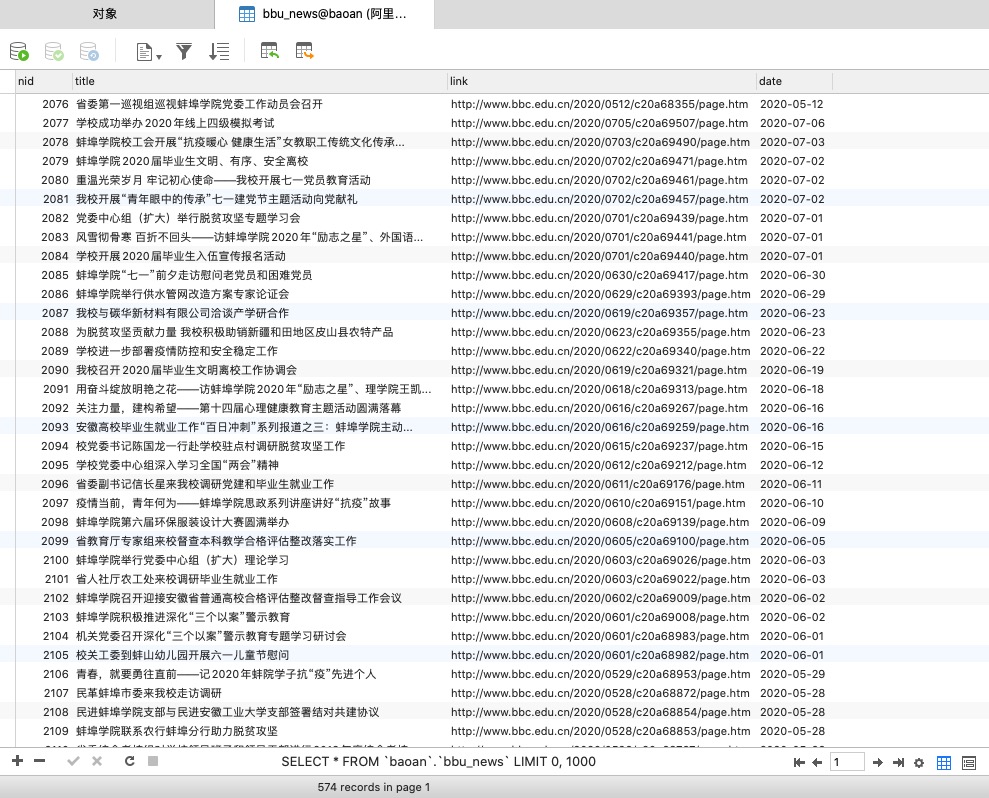 对象
bbu_news@baoan (阿里...
nid title link date
2076 省委第一巡视组巡视蚌埠学院党委工作动员会召开 http://www.bbc.edu.cn/2020/0512/c20a68355/page.htm 2020-05-12
2077 学校成功举办2020年线上四级模拟考试 http://www.bbc.edu.cn/2020/0705/c20a69507/page.htm 2020-07-06
2078 蚌埠学院校工会开展“抗疫暖心 健康生活”女教职工传统文化传承... http://www.bbc.edu.cn/2020/0703/c20a69490/page.htm 2020-07-03
2079 蚌埠学院2020届毕业生文明、有序、安全离校 http://www.bbc.edu.cn/2020/0702/c20a69471/page.htm 2020-07-02
2080 重温光荣岁月 牢记初心使命——我校开展七一党员教育活动 http://www.bbc.edu.cn/2020/0702/c20a69461/page.htm 2020-07-02
2081 我校开展“青年眼中的传承”七一建党节主题活动向党献礼 http://www.bbc.edu.cn/2020/0702/c20a69457/page.htm 2020-07-02
2082 党委中心组（扩大）举行脱贫攻坚专题学习会 http://www.bbc.edu.cn/2020/0701/c20a69439/page.htm 2020-07-01
2083 风雪彻骨寒 百折不回头——访蚌埠学院2020年“励志之星”、外国语... http://www.bbc.edu.cn/2020/0701/c20a69441/page.htm 2020-07-01
2084 学校开展2020届毕业生入伍宣传报名活动 http://www.bbc.edu.cn/2020/0701/c20a69440/page.htm 2020-07-01
2085 蚌埠学院“七一”前夕走访慰问老党员和困难党员 http://www.bbc.edu.cn/2020/0630/c20a69417/page.htm 2020-06-30
2086 蚌埠学院举行供水管网改造方案专家论证会 http://www.bbc.edu.cn/2020/0629/c20a69393/page.htm 2020-06-29
2087 我校与碳华新材料有限公司洽谈产学研合作 http://www.bbc.edu.cn/2020/0619/c20a69357/page.htm 2020-06-23
2088 为脱贫攻坚贡献力量 我校积极助销新疆和田地区皮山县农特产品 http://www.bbc.edu.cn/2020/0623/c20a69355/page.htm 2020-06-23
2089 学校进一步部署疫情防控和安全稳定工作 http://www.bbc.edu.cn/2020/0622/c20a69340/page.htm 2020-06-22
2090 我校召开2020届毕业生文明离校工作协调会 http://www.bbc.edu.cn/2020/0619/c20a69321/page.htm 2020-06-19
2091 用奋斗绽放明艳之花——访蚌埠学院2020年“励志之星”、理学院王凯... http://www.bbc.edu.cn/2020/0618/c20a69313/page.htm 2020-06-18
2092 关注力量，建构希望——第十四届心理健康教育主题活动圆满落幕 http://www.bbc.edu.cn/2020/0616/c20a69267/page.htm 2020-06-16
2093 安徽高校毕业生就业工作“百日冲刺”系列报道之三：蚌埠学院主动... http://www.bbc.edu.cn/2020/0616/c20a69259/page.htm 2020-06-16
2094 校党委书记陈国龙一行赴学校驻点村调研脱贫攻坚工作 http://www.bbc.edu.cn/2020/0615/c20a69237/page.htm 2020-06-15
2095 学校党委中心组深入学习全国“两会”精神 http://www.bbc.edu.cn/2020/0612/c20a69212/page.htm 2020-06-12
2096 省委副书记信长星来我校调研党建和毕业生就业工作 http://www.bbc.edu.cn/2020/0611/c20a69176/page.htm 2020-06-11
2097 疫情当前，青年何为——蚌埠学院思政系列讲座讲好“抗疫”故事 http://www.bbc.edu.cn/2020/0610/c20a69151/page.htm 2020-06-10
2098 蚌埠学院第六届环保服装设计大赛圆满举办 http://www.bbc.edu.cn/2020/0608/c20a69139/page.htm 2020-06-09
2099 省教育厅专家组来校督查本科教学合格评估整改落实工作 http://www.bbc.edu.cn/2020/0605/c20a69100/page.htm 2020-06-05
2100 蚌埠学院举行党委中心组（扩大）理论学习 http://www.bbc.edu.cn/2020/0603/c20a69026/page.htm 2020-06-03
2101 省人社厅农工处来校调研毕业生就业工作 http://www.bbc.edu.cn/2020/0603/c20a69022/page.htm 2020-06-03
2102 蚌埠学院召开迎接安徽省普通高校合格评估整改督查指导工作会议 http://www.bbc.edu.cn/2020/0602/c20a69009/page.htm 2020-06-02
2103 蚌埠学院积极推进深化“三个以案”警示教育 http://www.bbc.edu.cn/2020/0601/c20a69008/page.htm 2020-06-02
2104 机关党委召开深化“三个以案”警示教育专题学习研讨会 http://www.bbc.edu.cn/2020/0601/c20a68983/page.htm 2020-06-01
2105 校关工委到蚌山幼儿园开展六一儿童节慰问 http://www.bbc.edu.cn/2020/0601/c20a68982/page.htm 2020-06-01
2106 青春，就要勇往直前——记2020年蚌院学子抗“疫”先进个人 http://www.bbc.edu.cn/2020/0529/c20a68953/page.htm 2020-05-29
2107 民革蚌埠市委来我校走访调研 http://www.bbc.edu.cn/2020/0528/c20a68872/page.htm 2020-05-28
2108 民进蚌埠学院支部与民进安徽工业大学支部签署结对共建协议 http://www.bbc.edu.cn/2020/0528/c20a68854/page.htm 2020-05-28
2109 蚌埠学院联系农行蚌埠分行助力脱贫攻坚 http://www.bbc.edu.cn/2020/0528/c20a68853/page.htm 2020-05-28
SELECT * FROM `baoan`.`bbu_news` LIMIT 0, 1000
1
574 records in page 1